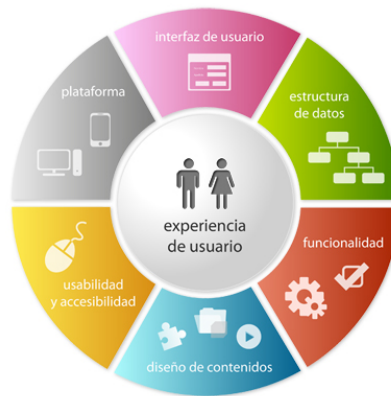 interfaz de usuario
plataforma
estructura
de datos
experiencia
de usuario
funcionalidad
usabilidad
y accesibilidad
diseño de contenidos